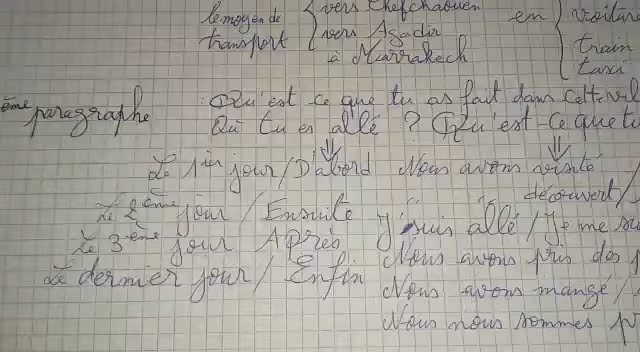 le moyen de transport { vers Chefchaouen en { voiture
vers Agadir train
à Marrakech taxi
ème paragraphe : Qu'est ce que tu as fait dans cette vil
Où tu es allé ? Qu'est-ce que tu
Le 1er jour / D'abord Nous avons visité
découvert /
Le 2ème jour / Ensuite J'y suis allé / Je me su
Le 3ème jour Après
Nous avons pris des p
Le dernier jour / Enfin Nous avons mangé /
Nous nous sommes pr